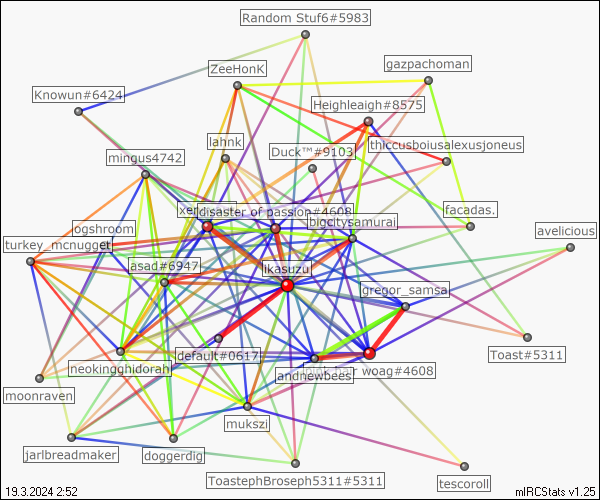 Random Stuf6#5983
gazpachoman
ZeeHonK
Knowun#6424
Heighleaigh#8575
lahnk
thiccusboiusalexusjoneus
Duck™#9103
mingus4742
disaster of passion#4608
bigcitysamurai
facadas.
ogshroom
avelicious
turkey_mcnugget
asad#6947
ikasuzu
gregor_samsa
Toast#5311
default#0617
woag#4608
neokingghidorah
andnewbees
moonraven
mukszi
jarlbreadmaker
doggerdig
ToastephBroseph5311#5311
tescoroll
19.3.2024 2:52
mIRCStats v1.25